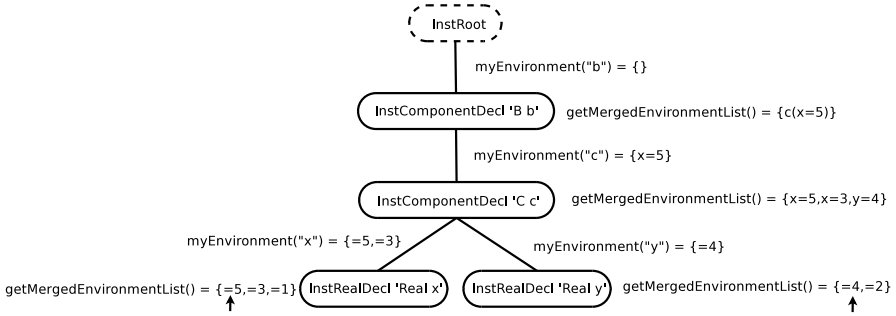 InstRoot
myEnvironment("b") = {}
InstComponentDecl 'B b'
getMergedEnvironmentList() = {c(x=5)}
myEnvironment("c") = {x=5}
InstComponentDecl 'C c'
getMergedEnvironmentList() = {x=5,x=3,y=4}
myEnvironment("x") = {=5,=3}
myEnvironment("y") = {=4}
getMergedEnvironmentList() = {=5,=3,=1}
InstRealDecl 'Real x'
InstRealDecl 'Real y'
getMergedEnvironmentList() = {=4,=2}